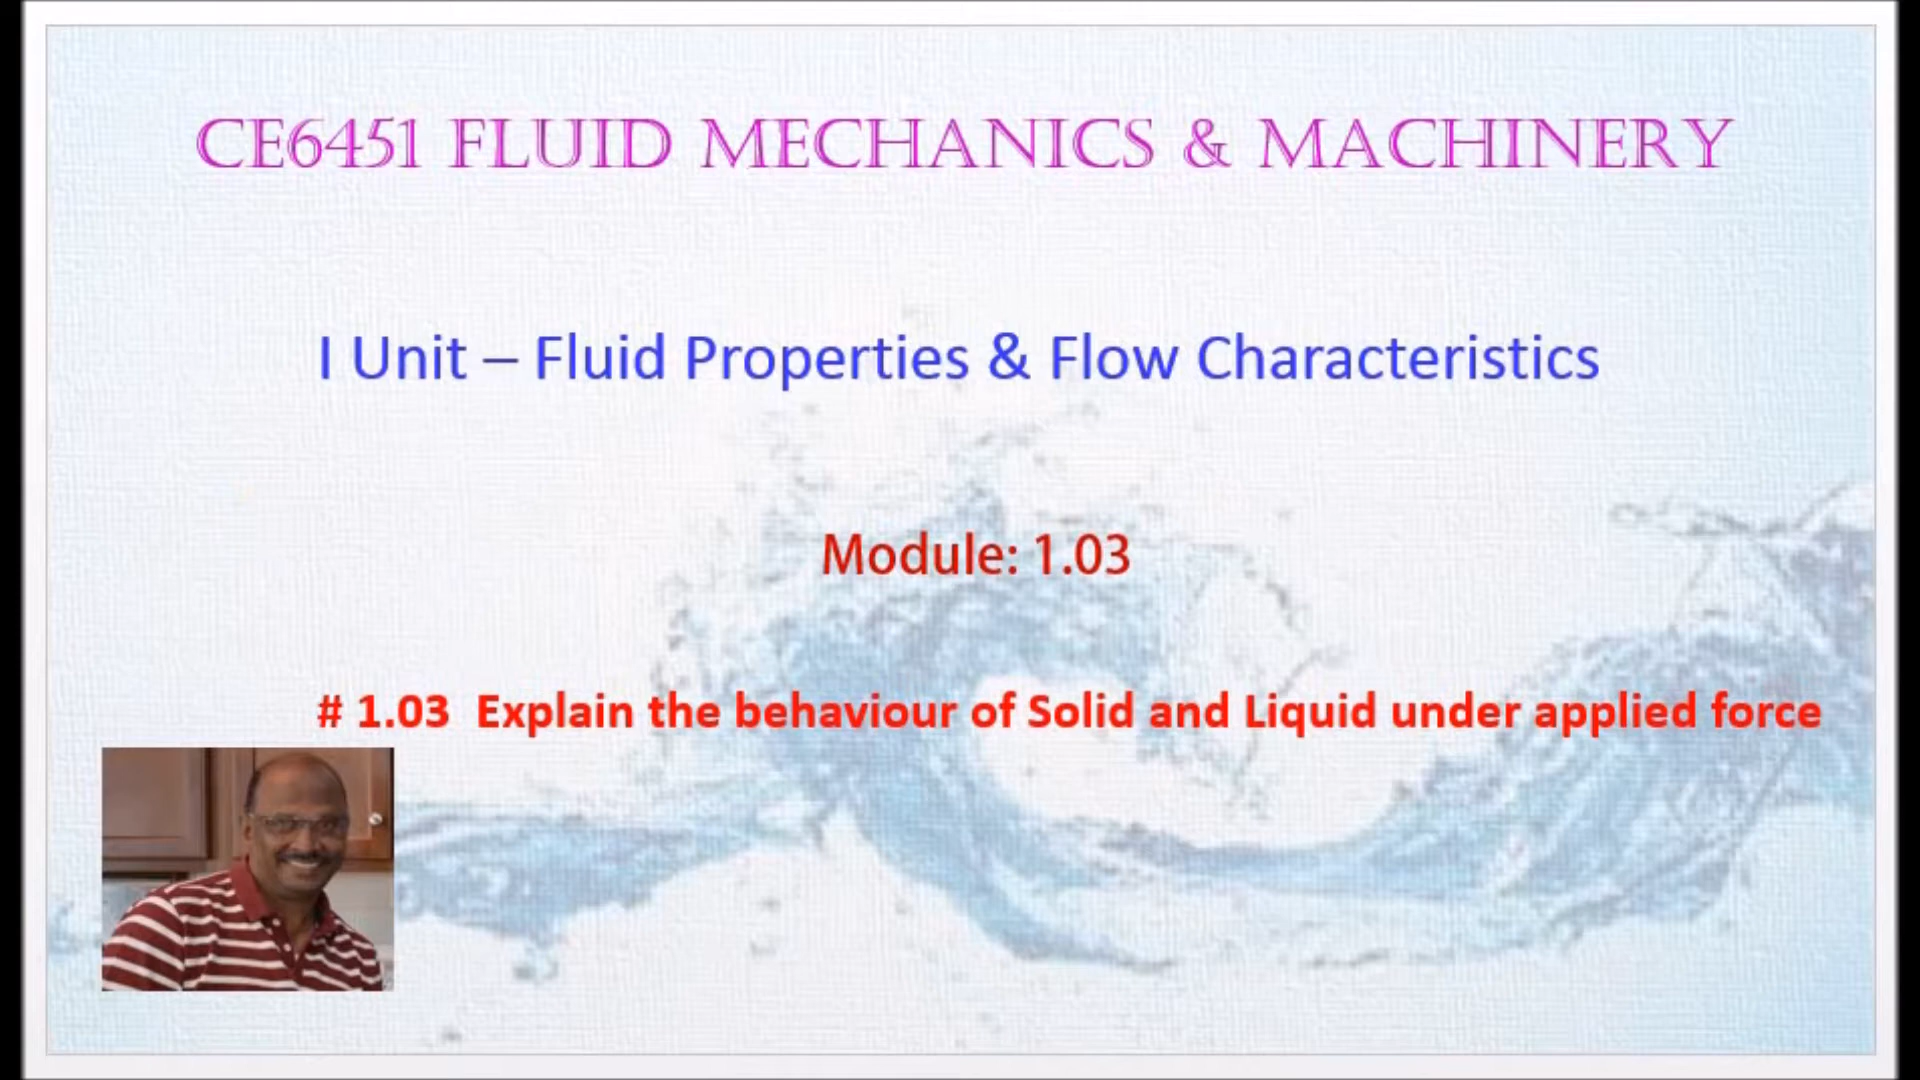 CE6451 FLUID MECHANICS & MACHINERY
I Unit – Fluid Properties & Flow Characteristics
Module: 1.03
# 1.03 Explain the behaviour of Solid and Liquid under applied force